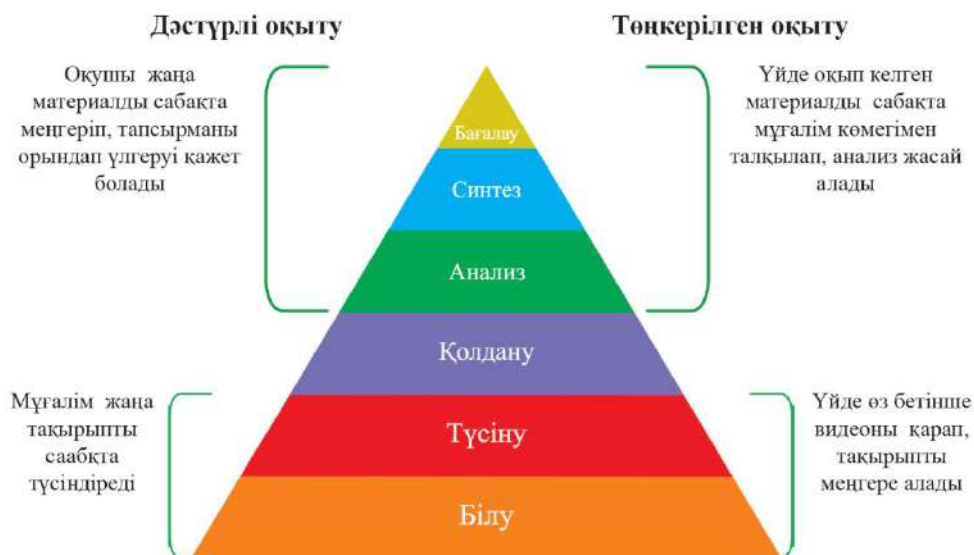 Дәстүрлі оқыту
Төңкерілген оқыту
Оқушы жаңа
материалды сабақта
меңгеріп, тапсырманы
орындап үлгеруі қажет
болады
Үйде оқып келген
материалды сабақта
мұғалім көмегімен
талқылап, анализ жасай
алады
Бағалау
Синтез
Анализ
Қолдану
Түсіну
Білу
Мұғалім жаңа
тақырыпты
саабқта
түсіндіреді
Үйде өз бетінше
видеоны қарап,
тақырыпты
меңгере алады